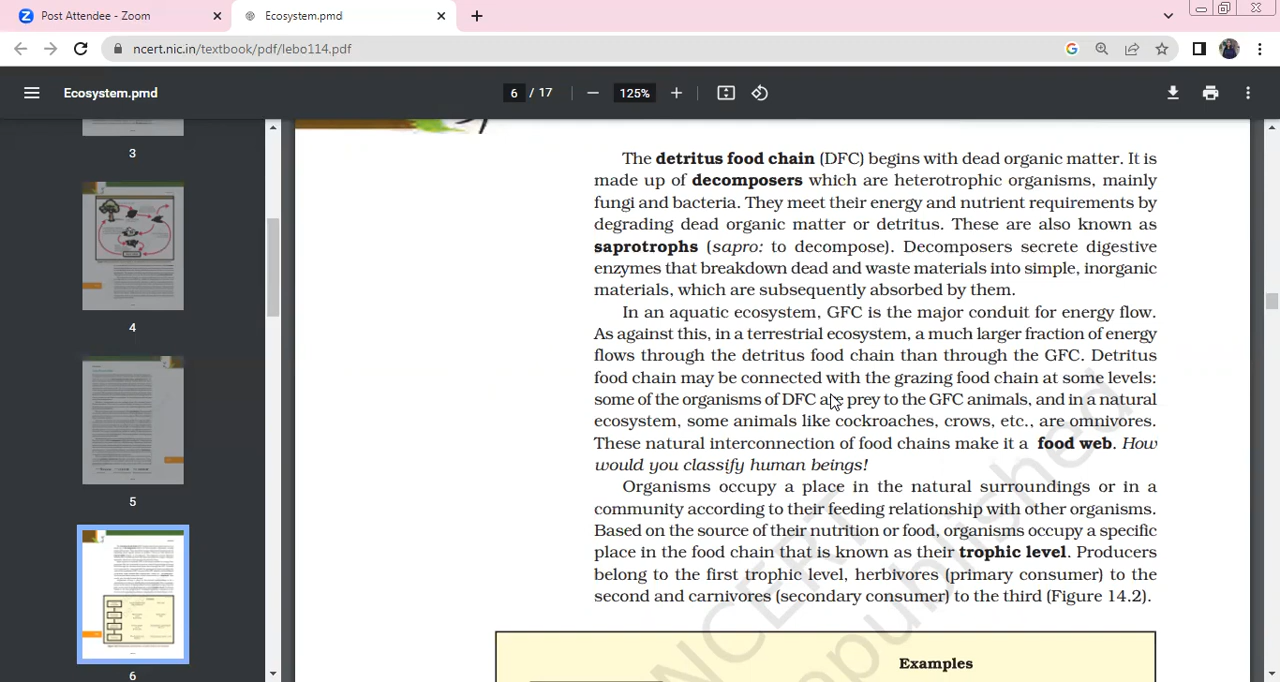 Post Attendee - Zoom
Ecosystem.pmd
ncert.nic.in/textbook/pdf/lebo114.pdf
Ecosystem.pmd
6 / 17
125%
3
4
5
6
The detritus food chain (DFC) begins with dead organic matter. It is
made up of decomposers which are heterotrophic organisms, mainly
fungi and bacteria. They meet their energy and nutrient requirements by
degrading dead organic matter or detritus. These are also known as
saprotrophs (sapro: to decompose). Decomposers secrete digestive
enzymes that breakdown dead and waste materials into simple, inorganic
materials, which are subsequently absorbed by them.
In an aquatic ecosystem, GFC is the major conduit for energy flow.
As against this, in a terrestrial ecosystem, a much larger fraction of energy
flows through the detritus food chain than through the GFC. Detritus
food chain may be connected with the grazing food chain at some levels:
some of the organisms of DFC are prey to the GFC animals, and in a natural
ecosystem, some animals like cockroaches, crows, etc., are omnivores.
These natural interconnection of food chains make it a food web. How
would you classify human beings!
Organisms occupy a place in the natural surroundings or in a
community according to their feeding relationship with other organisms.
Based on the source of their nutrition or food, organisms occupy a specific
place in the food chain that is known as their trophic level. Producers
belong to the first trophic level, herbivores (primary consumer) to the
second and carnivores (secondary consumer) to the third (Figure 14.2).
Examples
NCERT
republished